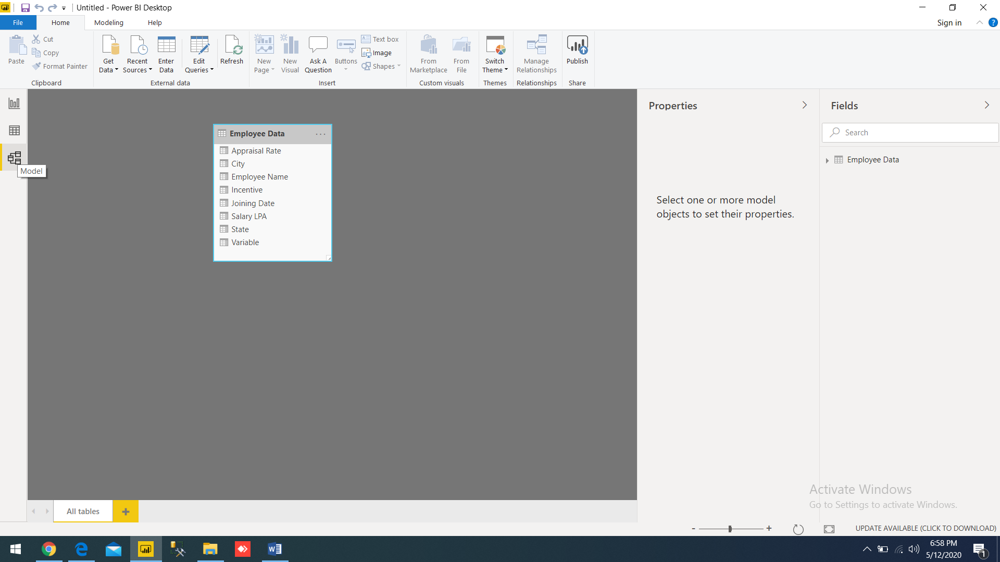 Untitled - Power BI Desktop
File Home Modeling Help Sign in ?
Paste
Cut
Copy
Format Painter
Clipboard
Get Data
Recent Sources
Enter Data
Edit Queries
Refresh
External data
New Page
New Visual
Ask A Question
Buttons
Text box
Image
Shapes
Insert
From Marketplace
From File
Custom visuals
Switch Theme
Themes
Manage Relationships
Relationships
Publish
Share
Model
Employee Data ...
Appraisal Rate
City
Employee Name
Incentive
Joining Date
Salary LPA
State
Variable
Properties
Select one or more model
objects to set their properties.
Fields
Search
Employee Data
Activate Windows
Go to Settings to activate Windows.
All tables +
- +
UPDATE AVAILABLE (CLICK TO DOWNLOAD)
6:58 PM
5/12/2020
1